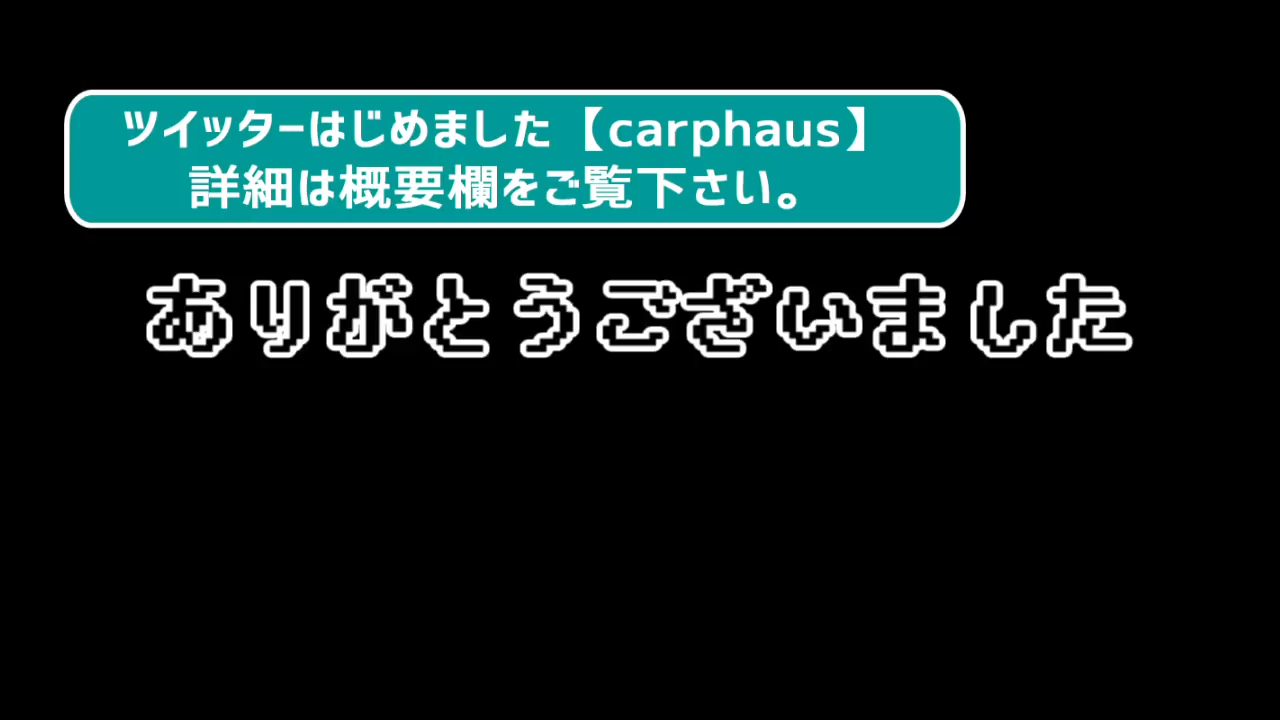 ツイッターはじめました【carphaus】
詳細は概要欄をご覧下さい。
ありがとうございました